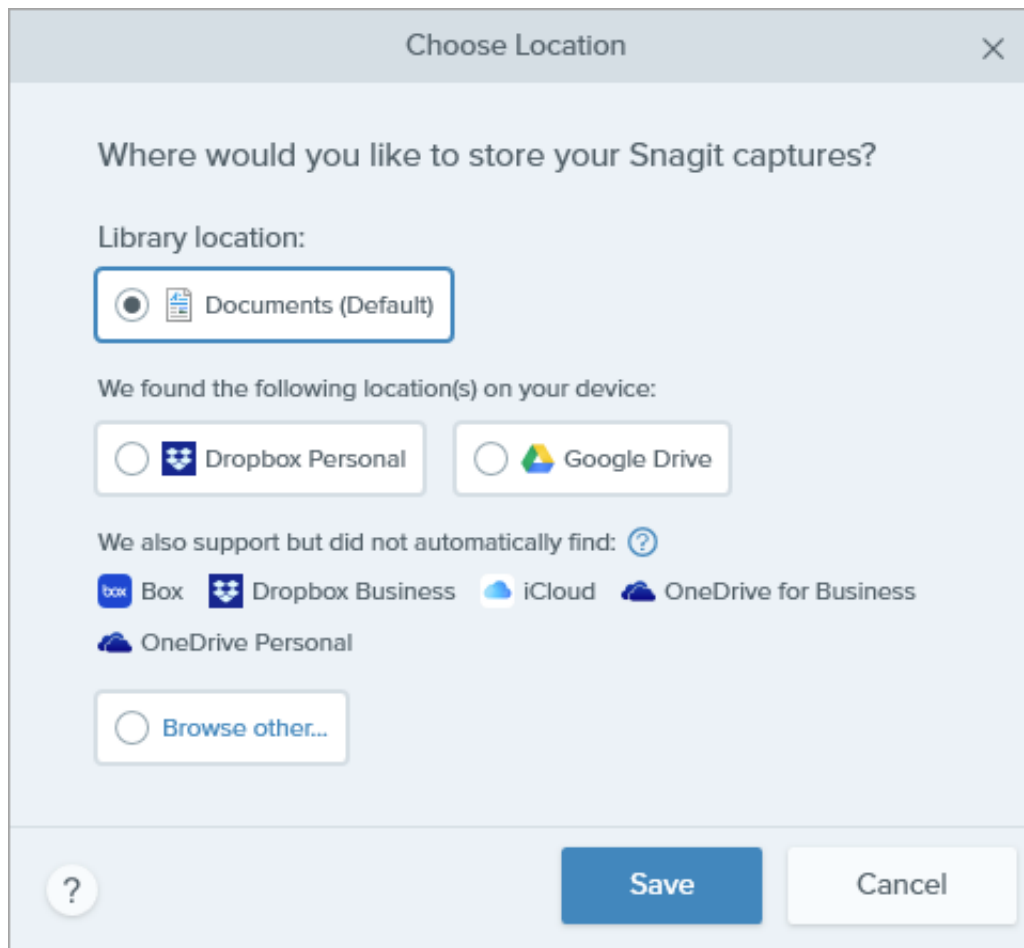 Choose Location
Where would you like to store your Snagit captures?
Library location:
Documents (Default)
We found the following location(s) on your device:
Dropbox Personal Google Drive
We also support but did not automatically find: ?
box Box Dropbox Business iCloud OneDrive for Business
OneDrive Personal
Browse other...
? Save Cancel